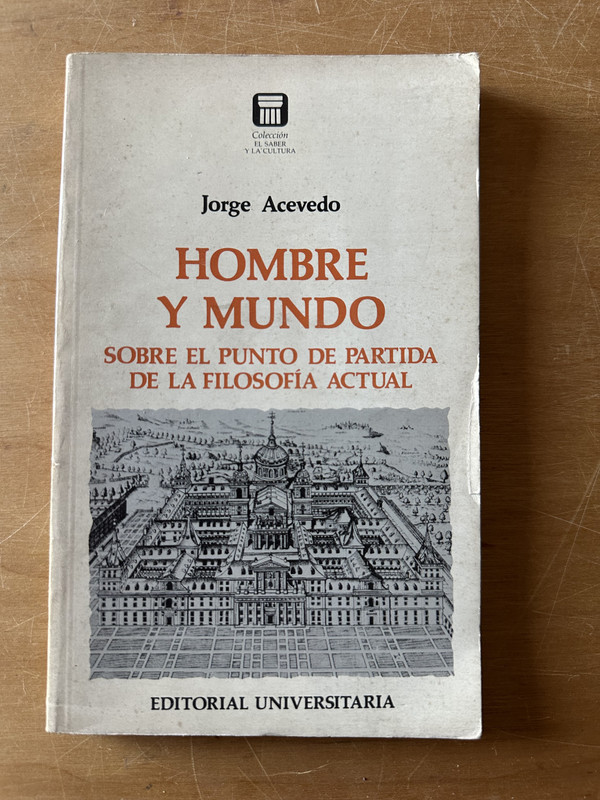 Colección
EL SABER
Y LA CULTURA
Jorge Acevedo
HOMBRE
Y MUNDO
SOBRE EL PUNTO DE PARTIDA
DE LA FILOSOFÍA ACTUAL
EDITORIAL UNIVERSITARIA